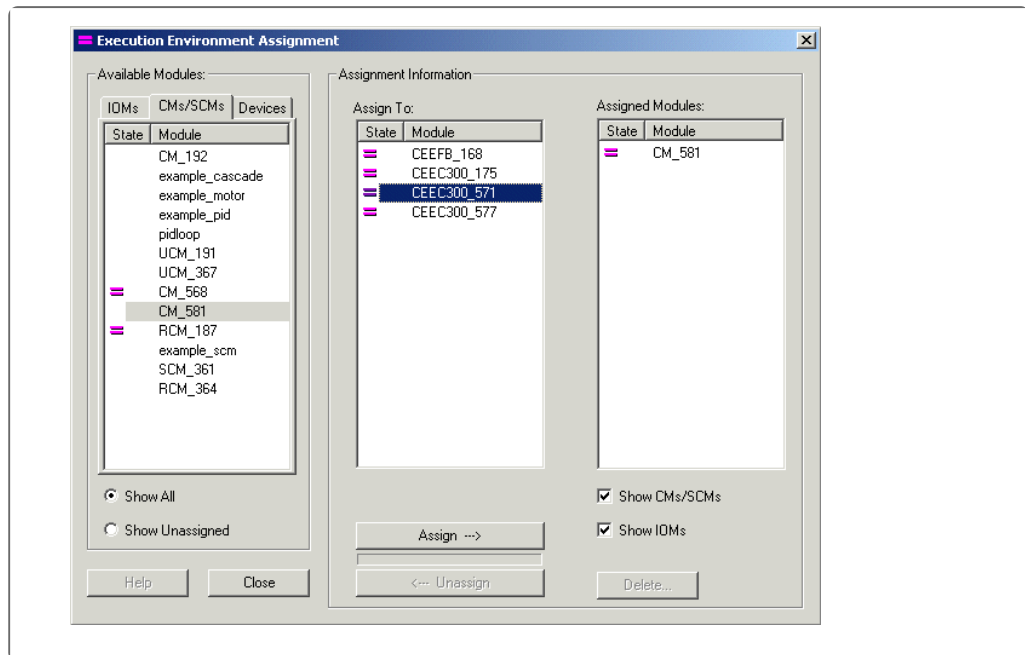 Execution Environment Assignment
Available Modules:
IOMs CMs/SCMs Devices
State Module
CM_192
example_cascade
example_motor
example_pid
pidloop
UCM_191
UCM_367
CM_568
CM_581
RCM_187
example_scm
SCM_361
RCM_364
Show All
Show Unassigned
Help Close
Assignment Information
Assign To:
State Module
CEEFB_168
CEEC300_175
CEEC300_571
CEEC300_577
Assign --->
<--- Unassign
Assigned Modules:
State Module
CM_581
Show CMs/SCMs
Show IOMs
Delete...